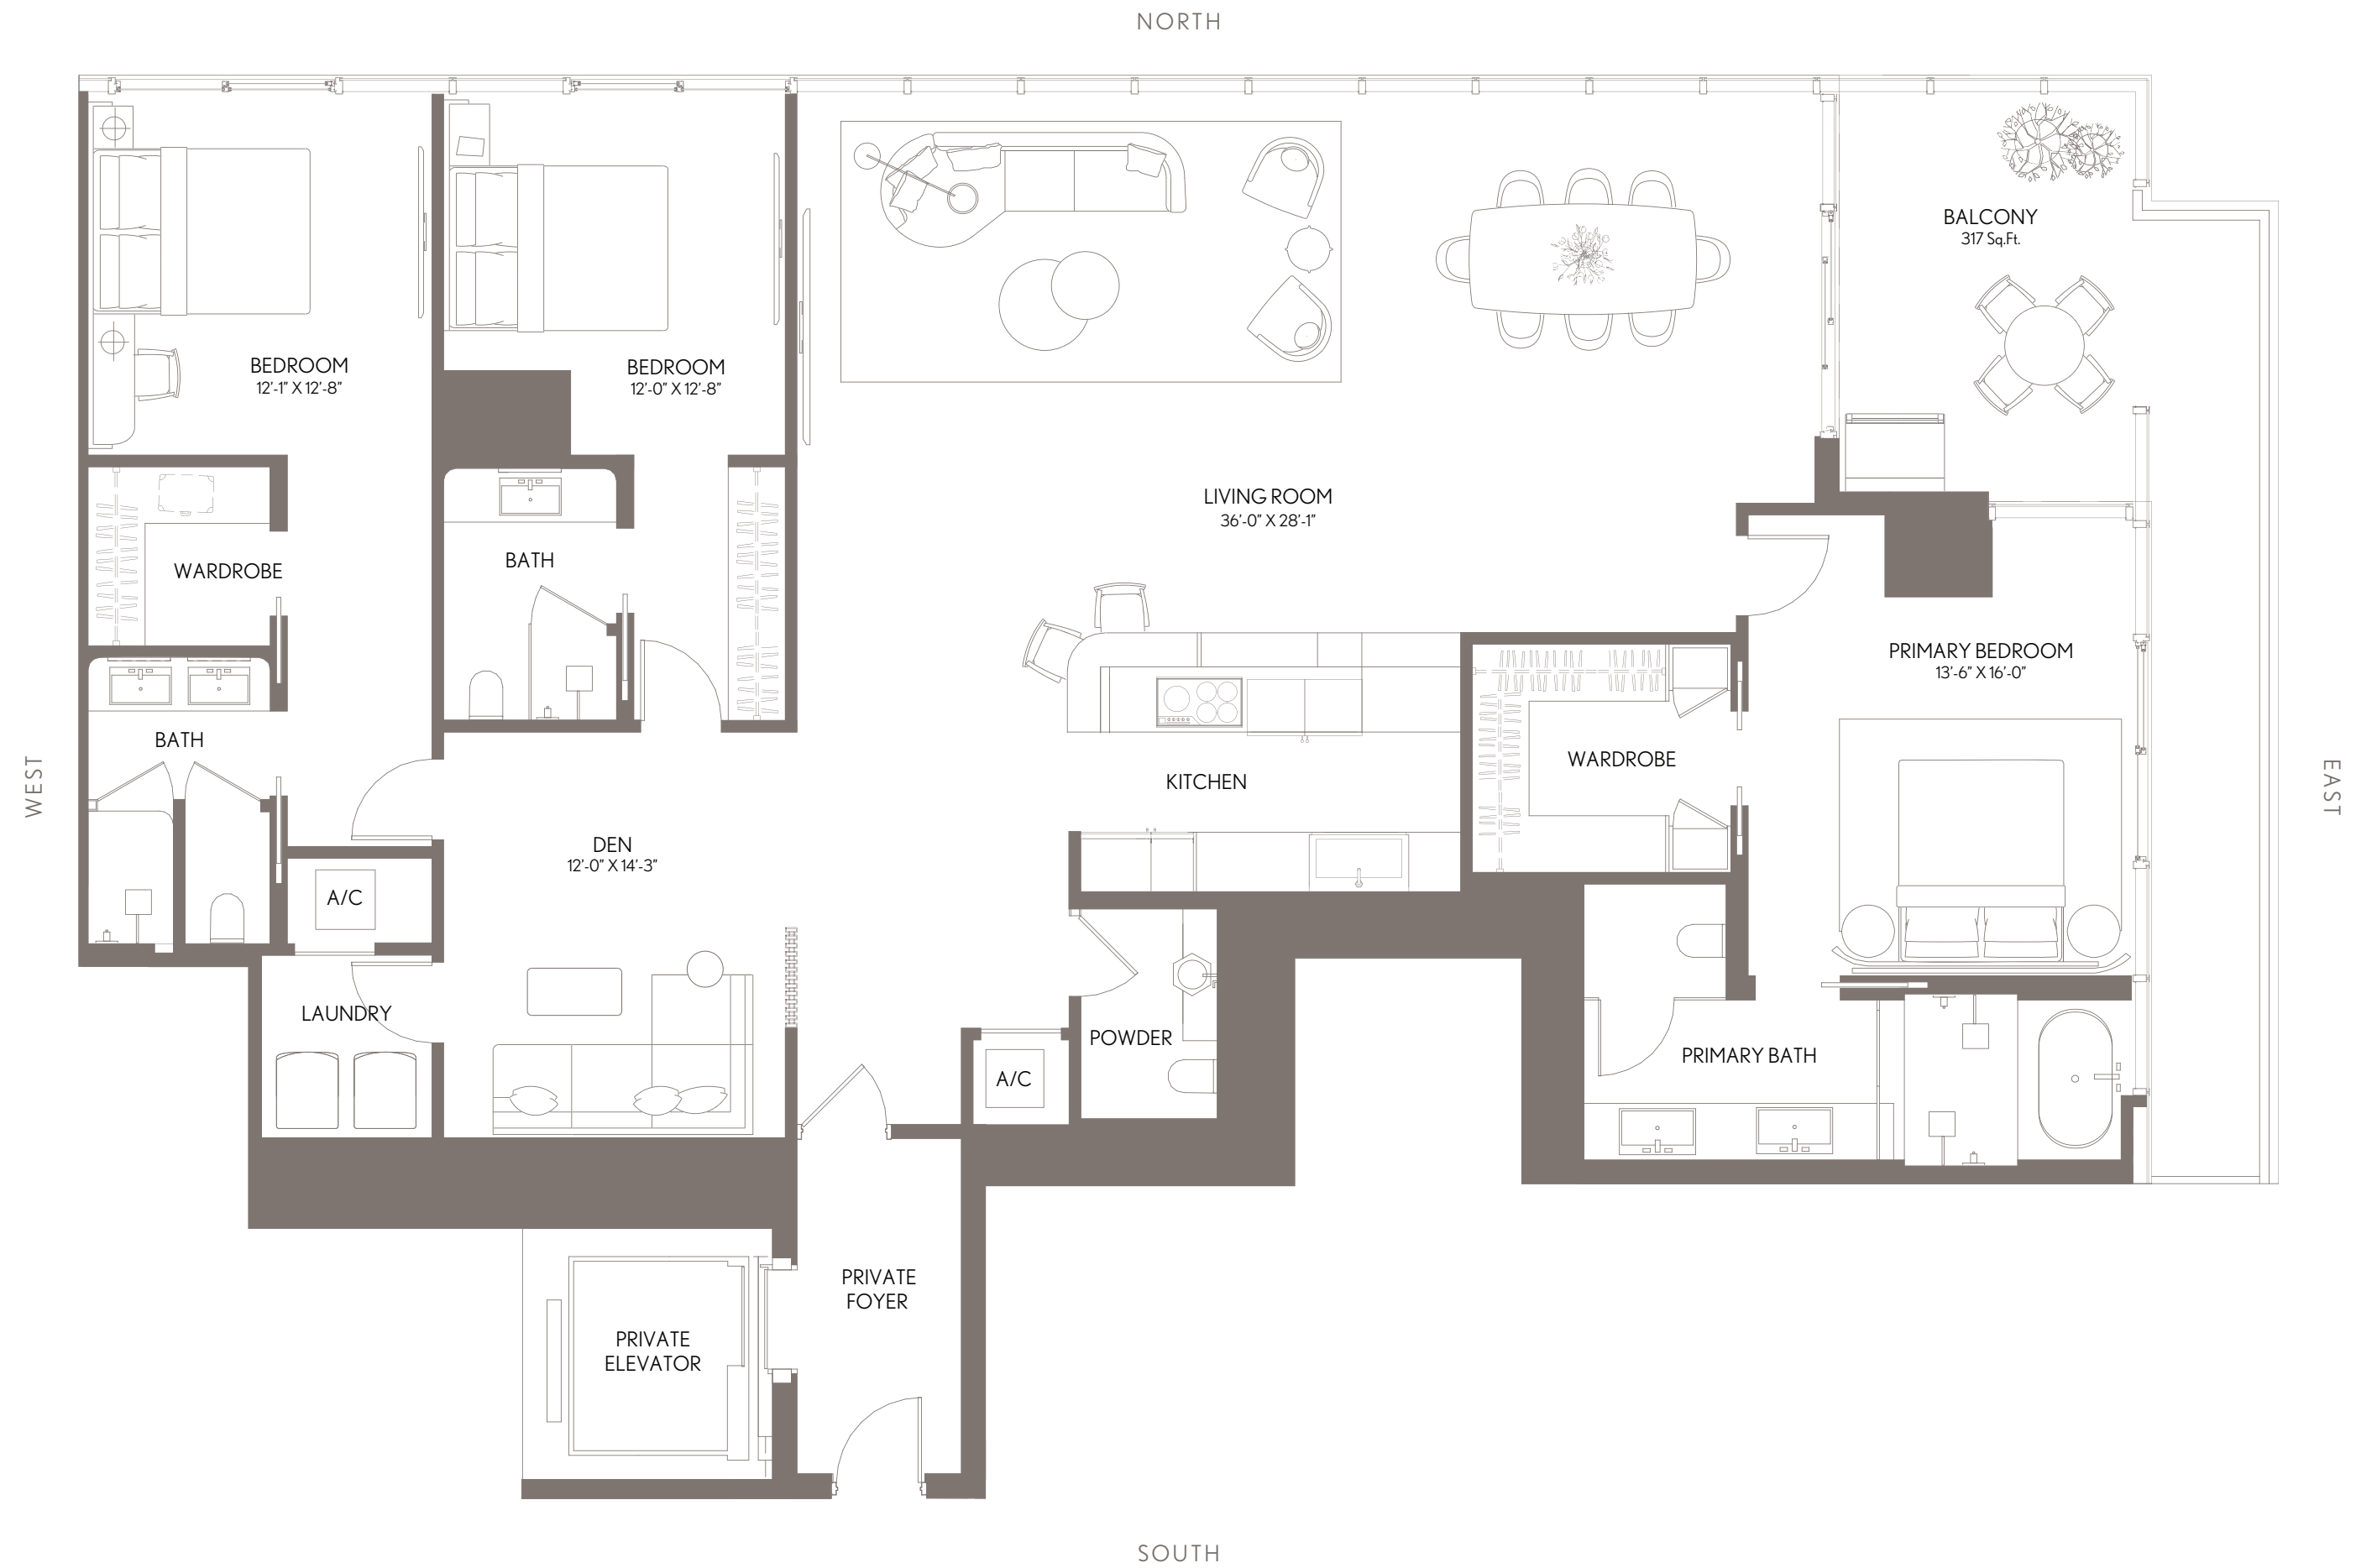 NORTH
BALCONY
317 Sq.Ft.
BEDROOM
12'-1" X 12'-8"
BEDROOM
12'-0" X 12'-8"
LIVING ROOM
36'-0" X 28'-1"
BATH
WARDROBE
PRIMARY BEDROOM
13'-6" X 16'-0"
BATH
WARDROBE
KITCHEN
WEST
EAST
DEN
12'-0" X 14'-3"
A/C
LAUNDRY
POWDER
PRIMARY BATH
A/C
PRIVATE
FOYER
PRIVATE
ELEVATOR
SOUTH